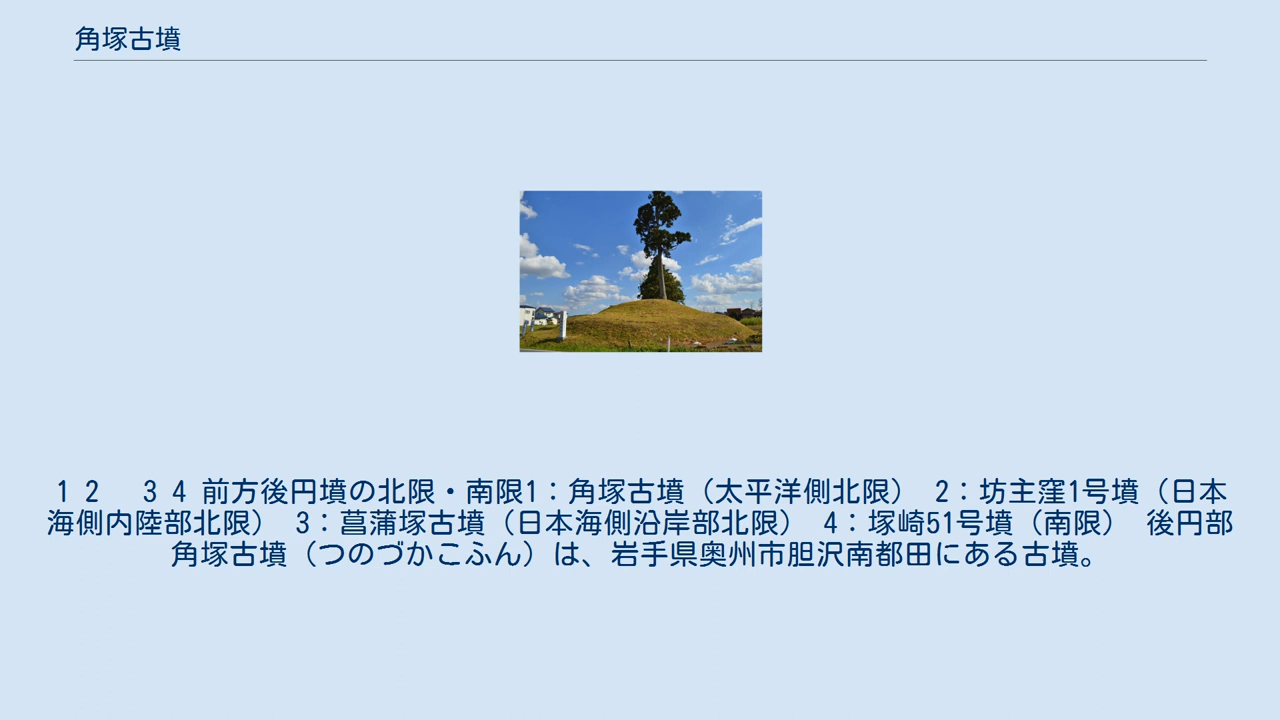 角塚古墳
1 2　3 4 前方後円墳の北限・南限1：角塚古墳（太平洋側北限） 2：坊主窪1号墳（日本
海側内陸部北限） 3：菖蒲塚古墳（日本海側沿岸部北限） 4：塚崎51号墳（南限） 後円部
角塚古墳（つのづかこふん）は、岩手県奥州市胆沢南都田にある古墳。